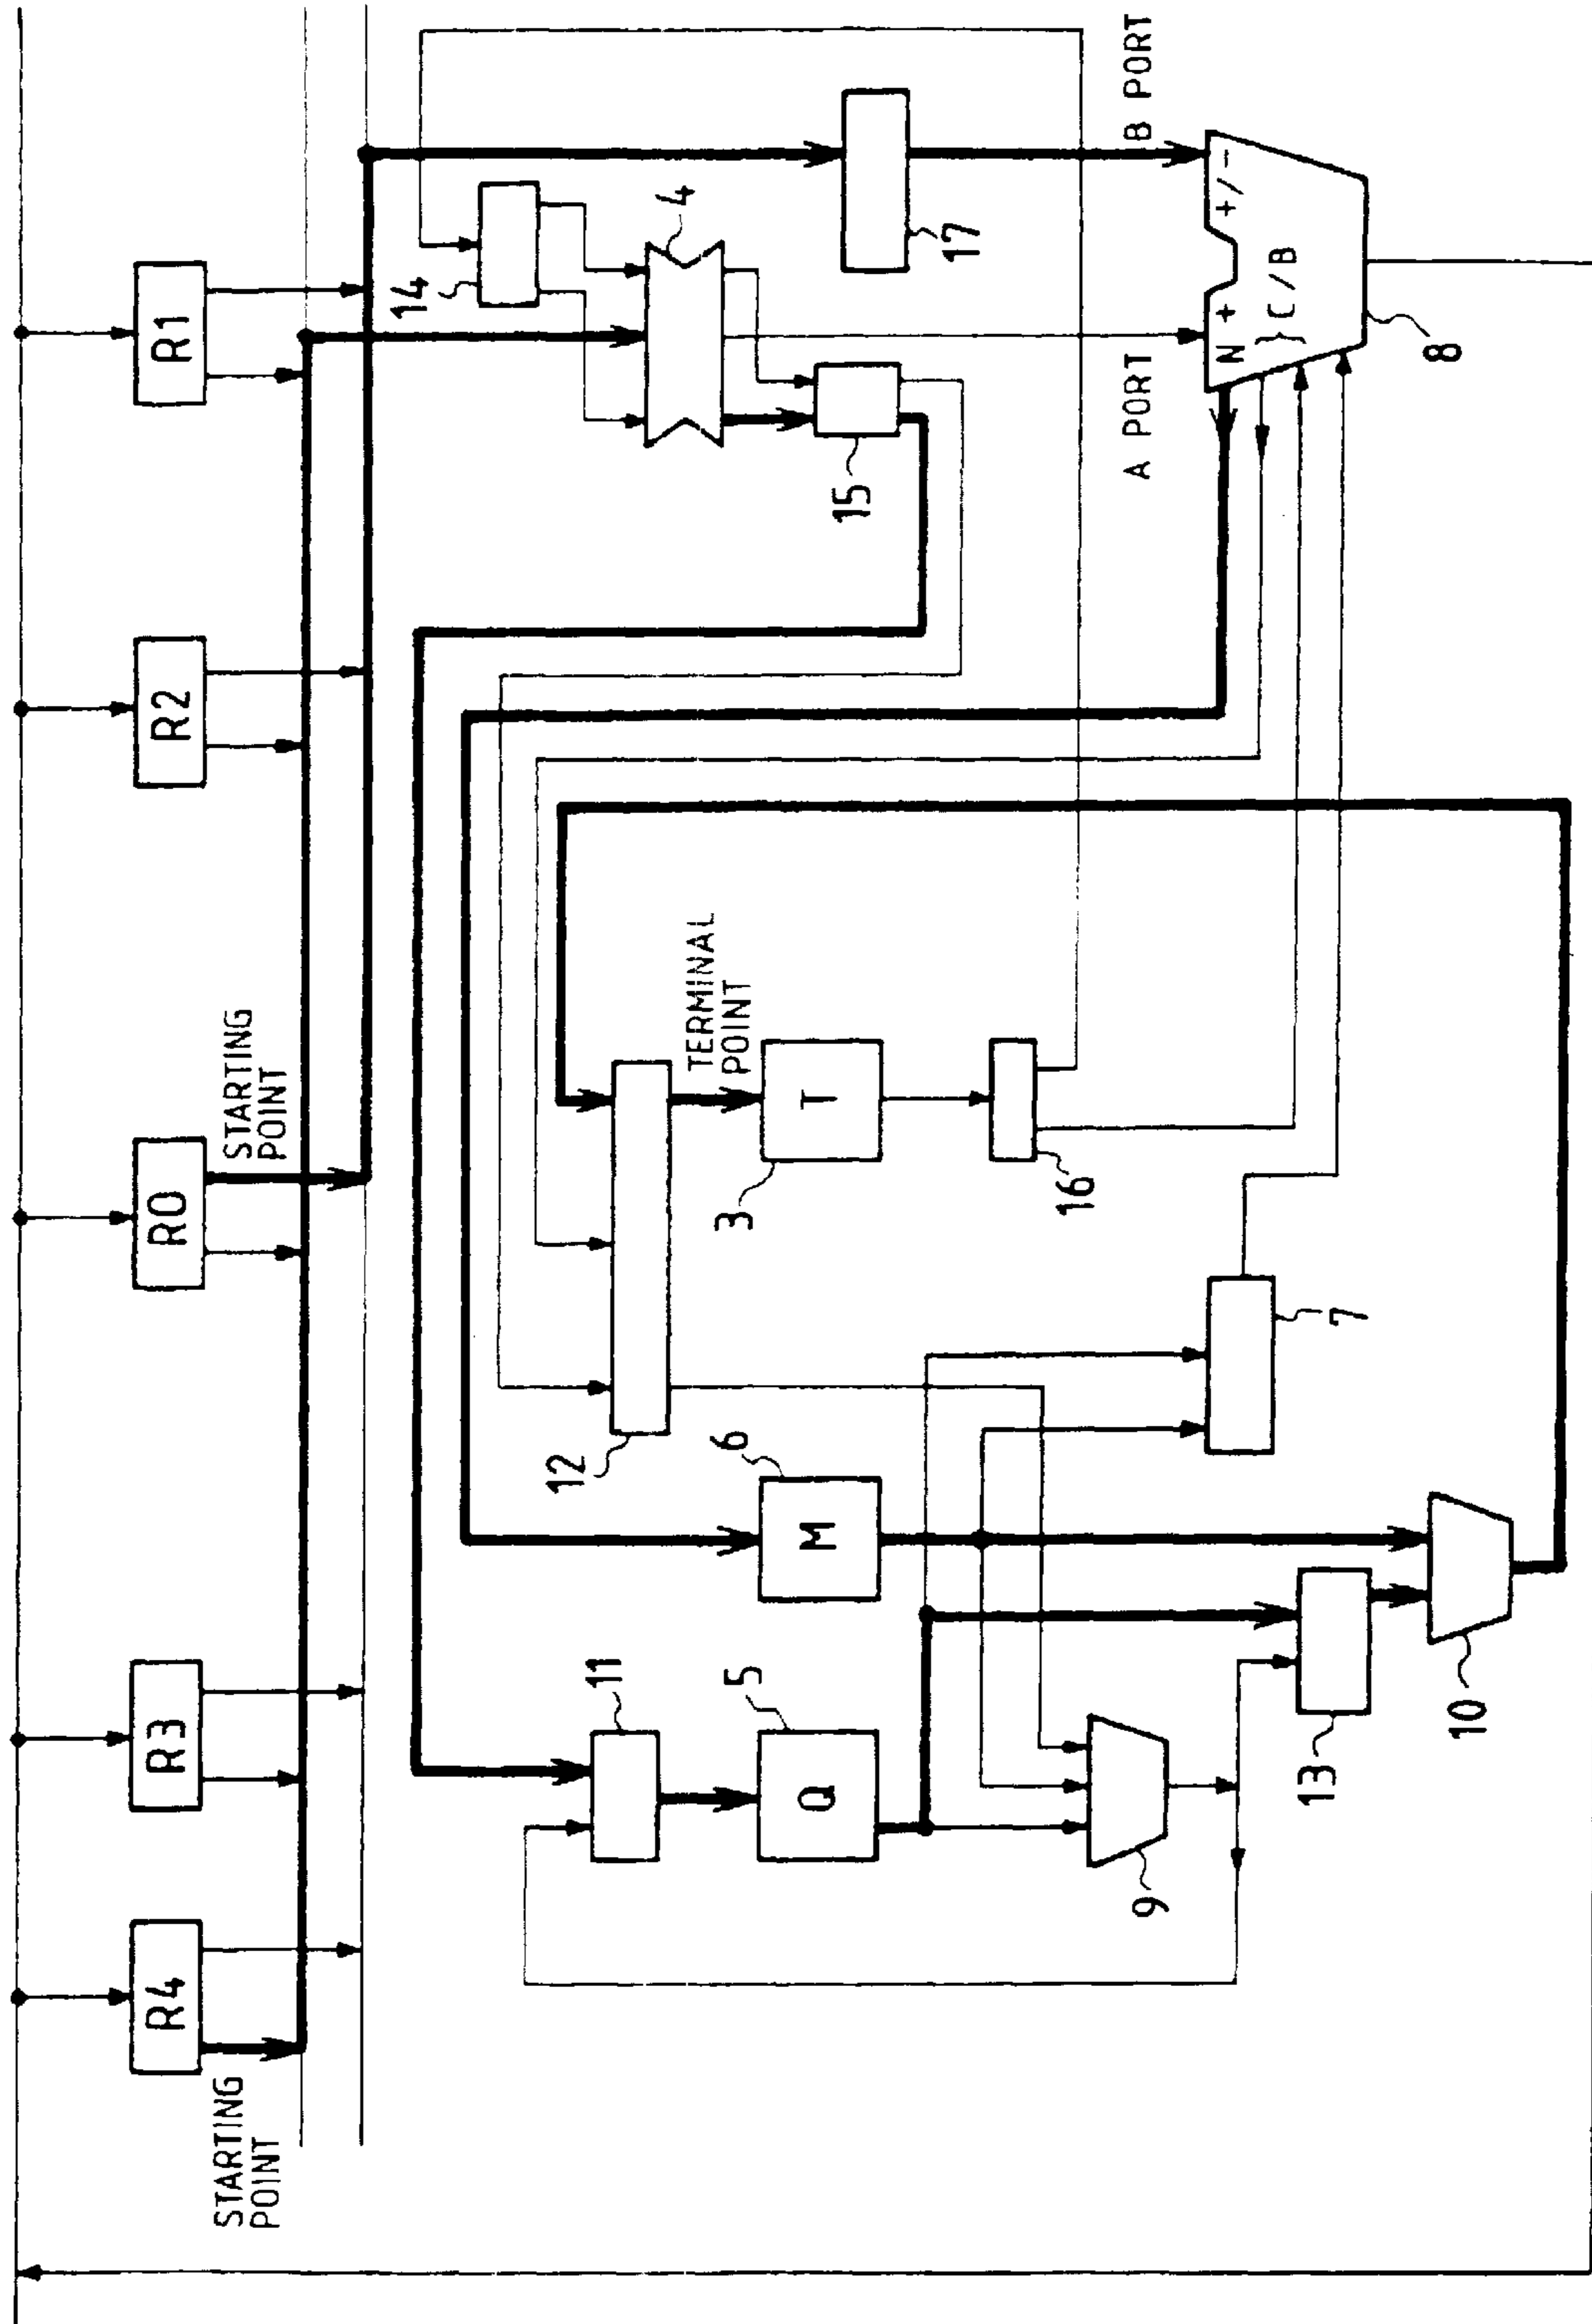 R4
R3
R0
R2
R1
STARTING
POINT
STARTING
POINT
14
4
17
15
B PORT
A PORT
N + +/-
} C/B
8
TERMINAL
POINT
12
3
T
16
6
M
7
11
5
Q
9
13
10